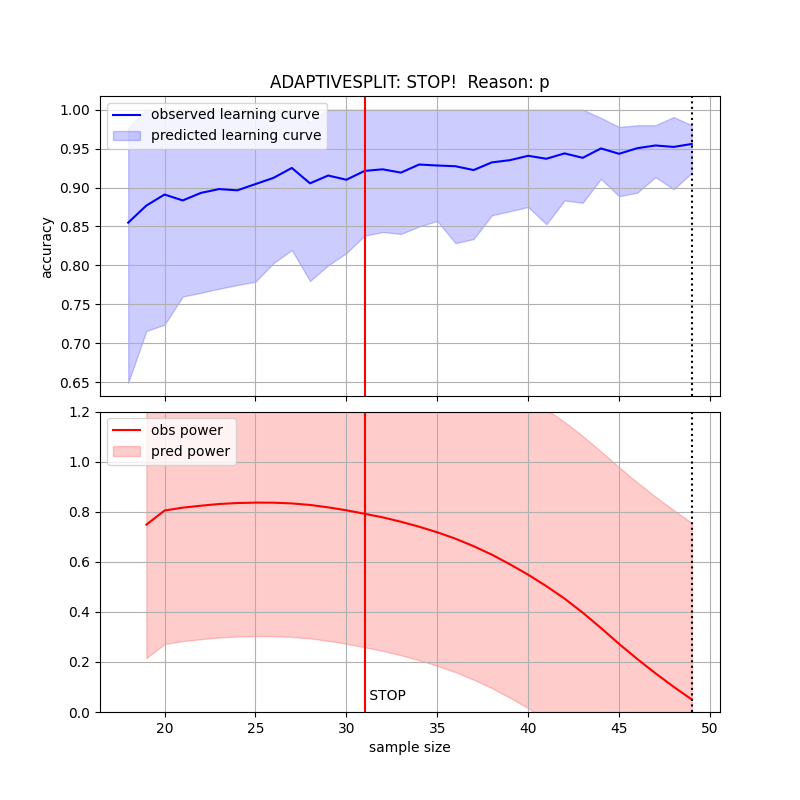 ADAPTIVESPLIT: STOP!  Reason: p
observed learning curve
predicted learning curve
1.00
0.95
0.90
0.85
0.80
0.75
0.70
0.65
accuracy
obs power
pred power
1.2
1.0
0.8
0.6
0.4
0.2
0.0
STOP
20 25 30 35 40 45 50
sample size